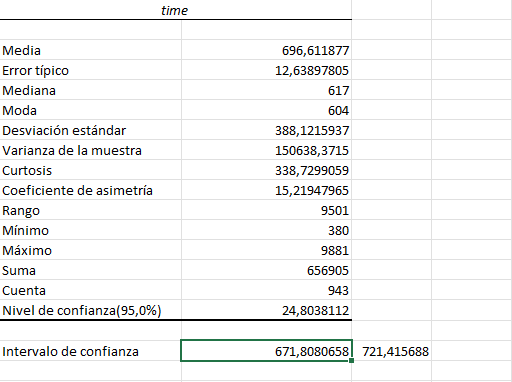 time
Media 696,611877
Error típico 12,63897805
Mediana 617
Moda 604
Desviación estándar 388,1215937
Varianza de la muestra 150638,3715
Curtosis 338,7299059
Coeficiente de asimetría 15,21947965
Rango 9501
Mínimo 380
Máximo 9881
Suma 656905
Cuenta 943
Nivel de confianza(95,0%) 24,8038112
Intervalo de confianza 671,8080658 721,415688